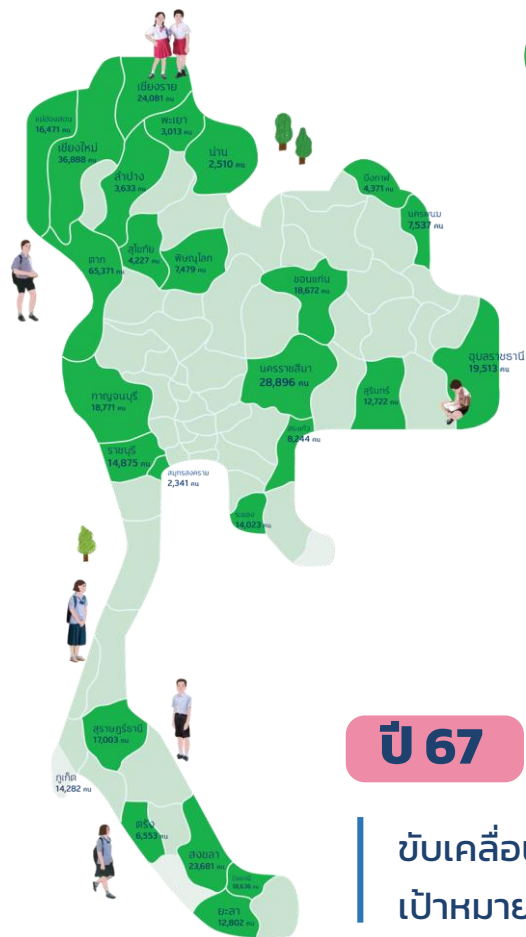 เชียงราย
24,081 คน
แม่ฮ่องสอน
16,471 คน
พะเยา
3,013 คน
เชียงใหม่
36,888 คน
น่าน
2,510 คน
ลำปาง
3,633 คน
บึงกาฬ
4,371 คน
นครพนม
7,537 คน
ตาก
65,371 คน
สุโขทัย
4,227 คน
พิษณุโลก
7,479 คน
ขอนแก่น
18,672 คน
อุบลราชธานี
19,513 คน
นครราชสีมา
28,896 คน
สุรินทร์
12,722 คน
กาญจนบุรี
18,771 คน
สระแก้ว
8,244 คน
ราชบุรี
14,875 คน
สมุทรสงคราม
2,341 คน
ระยอง
14,023 คน
สุราษฎร์ธานี
17,003 คน
ปี 67
ภูเก็ต
14,282 คน
ตรัง
6,553 คน
สงขลา
23,681 คน
ปัตตานี
ยะลา
12,802 คน
ขับเคลื่อน
เป้าหมาย